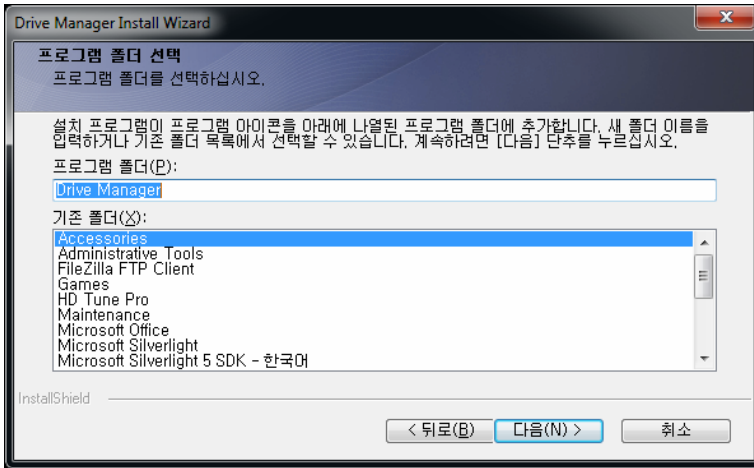 Drive Manager Install Wizard
프로그램 폴더 선택
프로그램 폴더를 선택하십시오.
설치 프로그램이 프로그램 아이콘을 아래에 나열된 프로그램 폴더에 추가합니다. 새 폴더 이름을
입력하거나 기존 폴더 목록에서 선택할 수 있습니다. 계속하려면 [다음] 단추를 누르십시오.
프로그램 폴더(P):
Drive Manager
기존 폴더(X):
Accessories
Administrative Tools
FileZilla FTP Client
Games
HD Tune Pro
Maintenance
Microsoft Office
Microsoft Silverlight
Microsoft Silverlight 5 SDK - 한국어
InstallShield
< 뒤로(B) 다음(N) > 취소